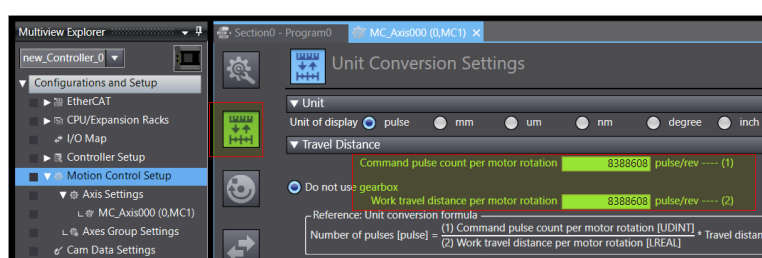 Multiview Explorer
Section0 - Program0
MC_Axis000 (0,MC1)
new_Controller_0
Configurations and Setup
EtherCAT
CPU/Expansion Racks
I/O Map
Controller Setup
Motion Control Setup
Axis Settings
MC_Axis000 (0,MC1)
Axes Group Settings
Cam Data Settings
Unit Conversion Settings
Unit
Unit of display pulse mm um nm degree inch
Travel Distance
Command pulse count per motor rotation 8388608 pulse/rev ---- (1)
Do not use gearbox
Work travel distance per motor rotation 8388608 pulse/rev ---- (2)
Reference: Unit conversion formula
Number of pulses [pulse] = (1) Command pulse count per motor rotation [UDINT] * Travel distan
(2) Work travel distance per motor rotation [LREAL]